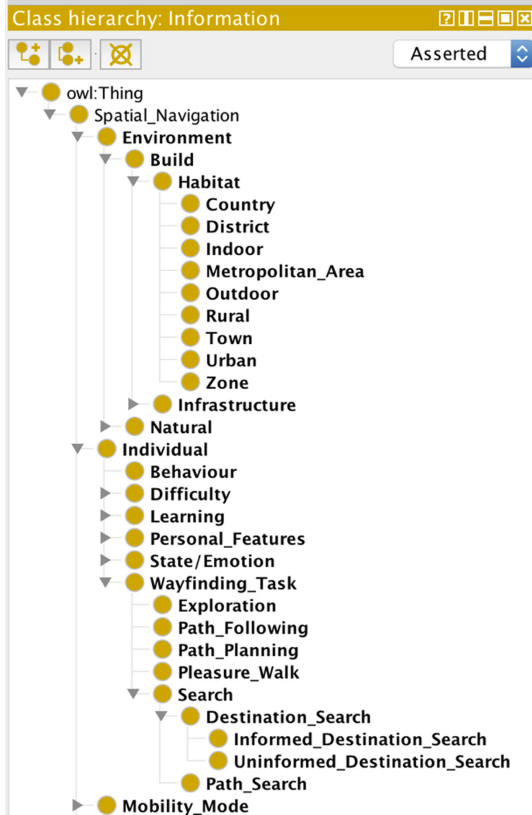 Class hierarchy: Information
Asserted
owl:Thing
Spatial_Navigation
Environment
Build
Habitat
Country
District
Indoor
Metropolitan_Area
Outdoor
Rural
Town
Urban
Zone
Infrastructure
Natural
Individual
Behaviour
Difficulty
Learning
Personal_Features
State/Emotion
Wayfinding_Task
Exploration
Path_Following
Path_Planning
Pleasure_Walk
Search
Destination_Search
Informed_Destination_Search
Uninformed_Destination_Search
Path_Search
Mobility_Mode